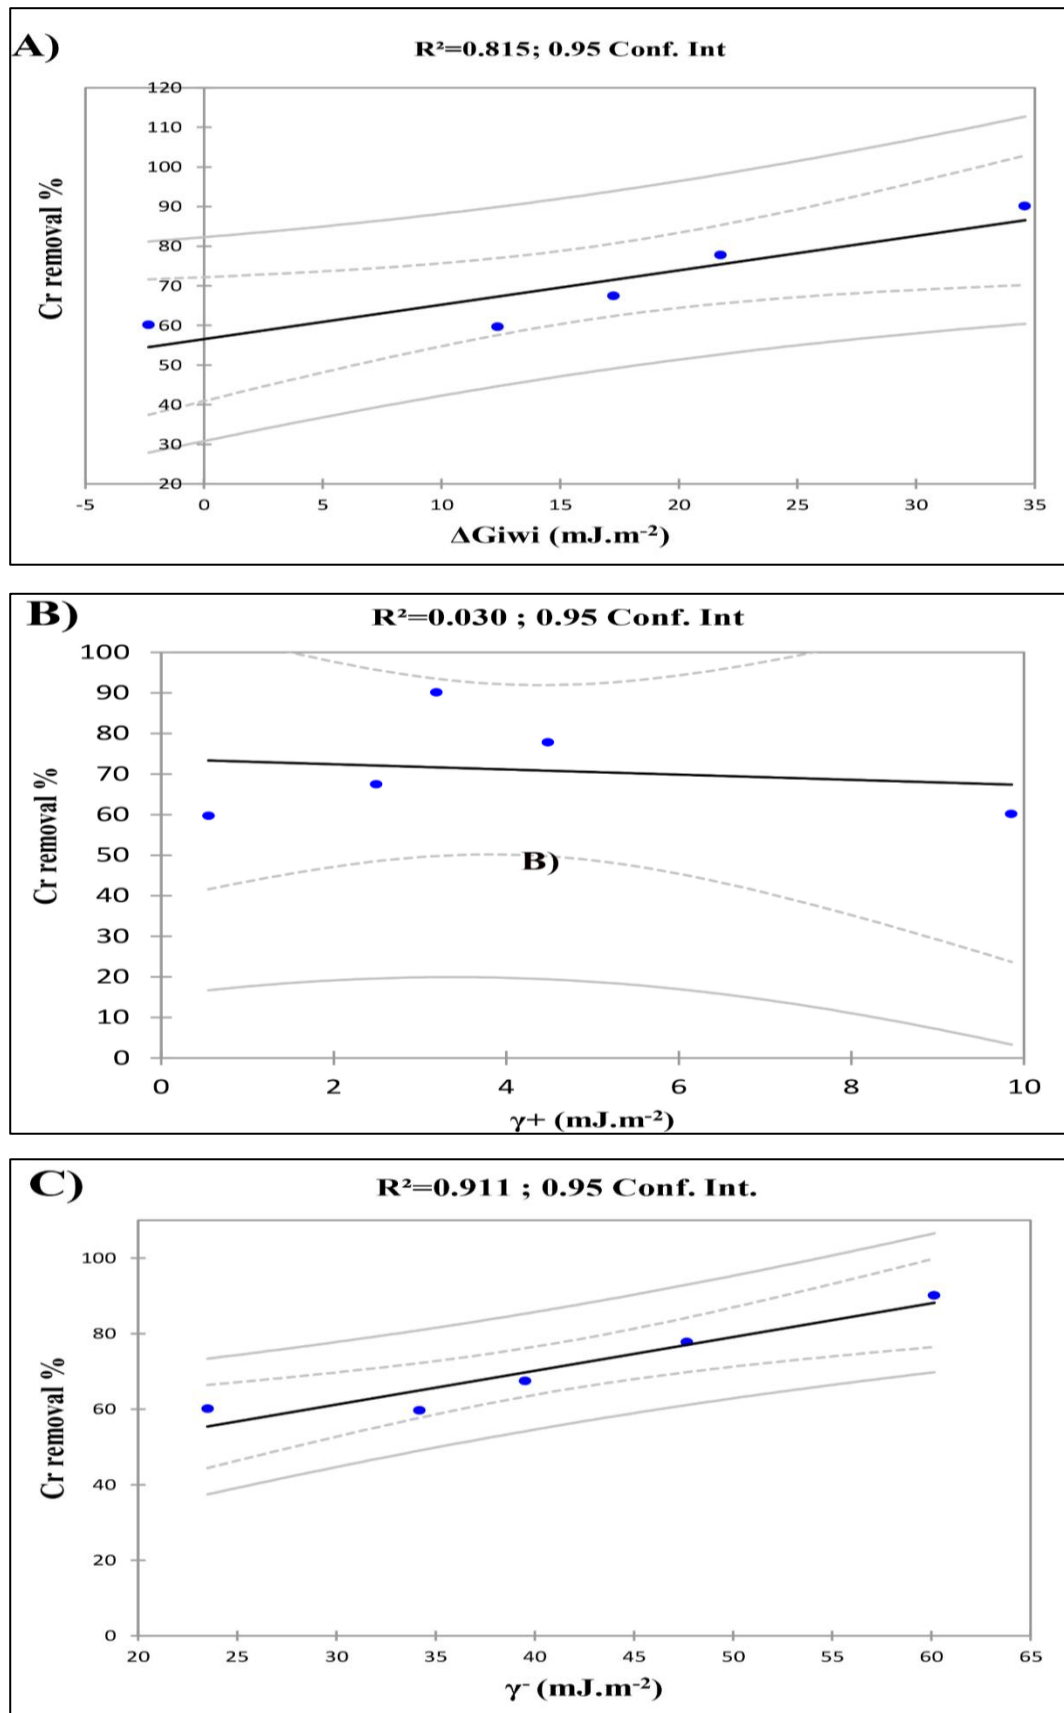 A)
R²=0.815; 0.95 Conf. Int
120
110
100
90
80
70
60
50
40
30
20
Cr removal %
-5 0 5 10 15 20 25 30 35
ΔGiwi (mJ.m⁻²)
B)
R²=0.030 ; 0.95 Conf. Int
100
90
80
70
60
50
40
30
20
10
0
Cr removal %
B)
0 2 4 6 8 10
γ+ (mJ.m⁻²)
C)
R²=0.911 ; 0.95 Conf. Int.
100
80
60
40
20
0
Cr removal %
20 25 30 35 40 45 50 55 60 65
γ⁻ (mJ.m⁻²)